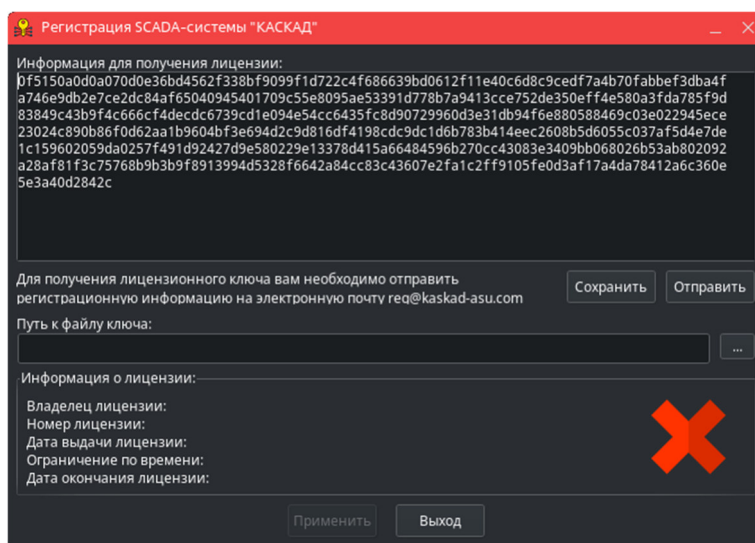 Регистрация SCADA-системы "КАСКАД"
Информация для получения лицензии:
0f5150a0d0a070d0e36bd4562f338bf9099f1d722c4f686639bd0612f11e40c6d8c9cedf7a4b70fabbef3dba4f
a746e9db2e7ce2dc84af65040945401709c55e8095ae53391d778b7a9413cce752de350eff4e580a3fda785f9d
83849c43b9f4c666cf4decdc6739cd1e094e54cc6435fc8d90729960d3e31db94f6e880588469c03e022945ece
23024c890b86f0d62aa1b9604bf3e694d2c9d816df4198cdc9dc1d6b783b414eec2608b5d6055c037af5d4e7de
1c159602059da0257f491d92427d9e580229e13378d415a66484596b270cc43083e3409bb068026b53ab802092
a28af81f3c75768b9b3b9f8913994d5328f6642a84cc83c43607e2fa1c2ff9105fe0d3af17a4da78412a6c360e
5e3a40d2842c
Для получения лицензионного ключа вам необходимо отправить
регистрационную информацию на электронную почту reg@kaskad-asu.com
Сохранить
Отправить
Путь к файлу ключа:
...
Информация о лицензии:
Владелец лицензии:
Номер лицензии:
Дата выдачи лицензии:
Ограничение по времени:
Дата окончания лицензии:
Применить
Выход